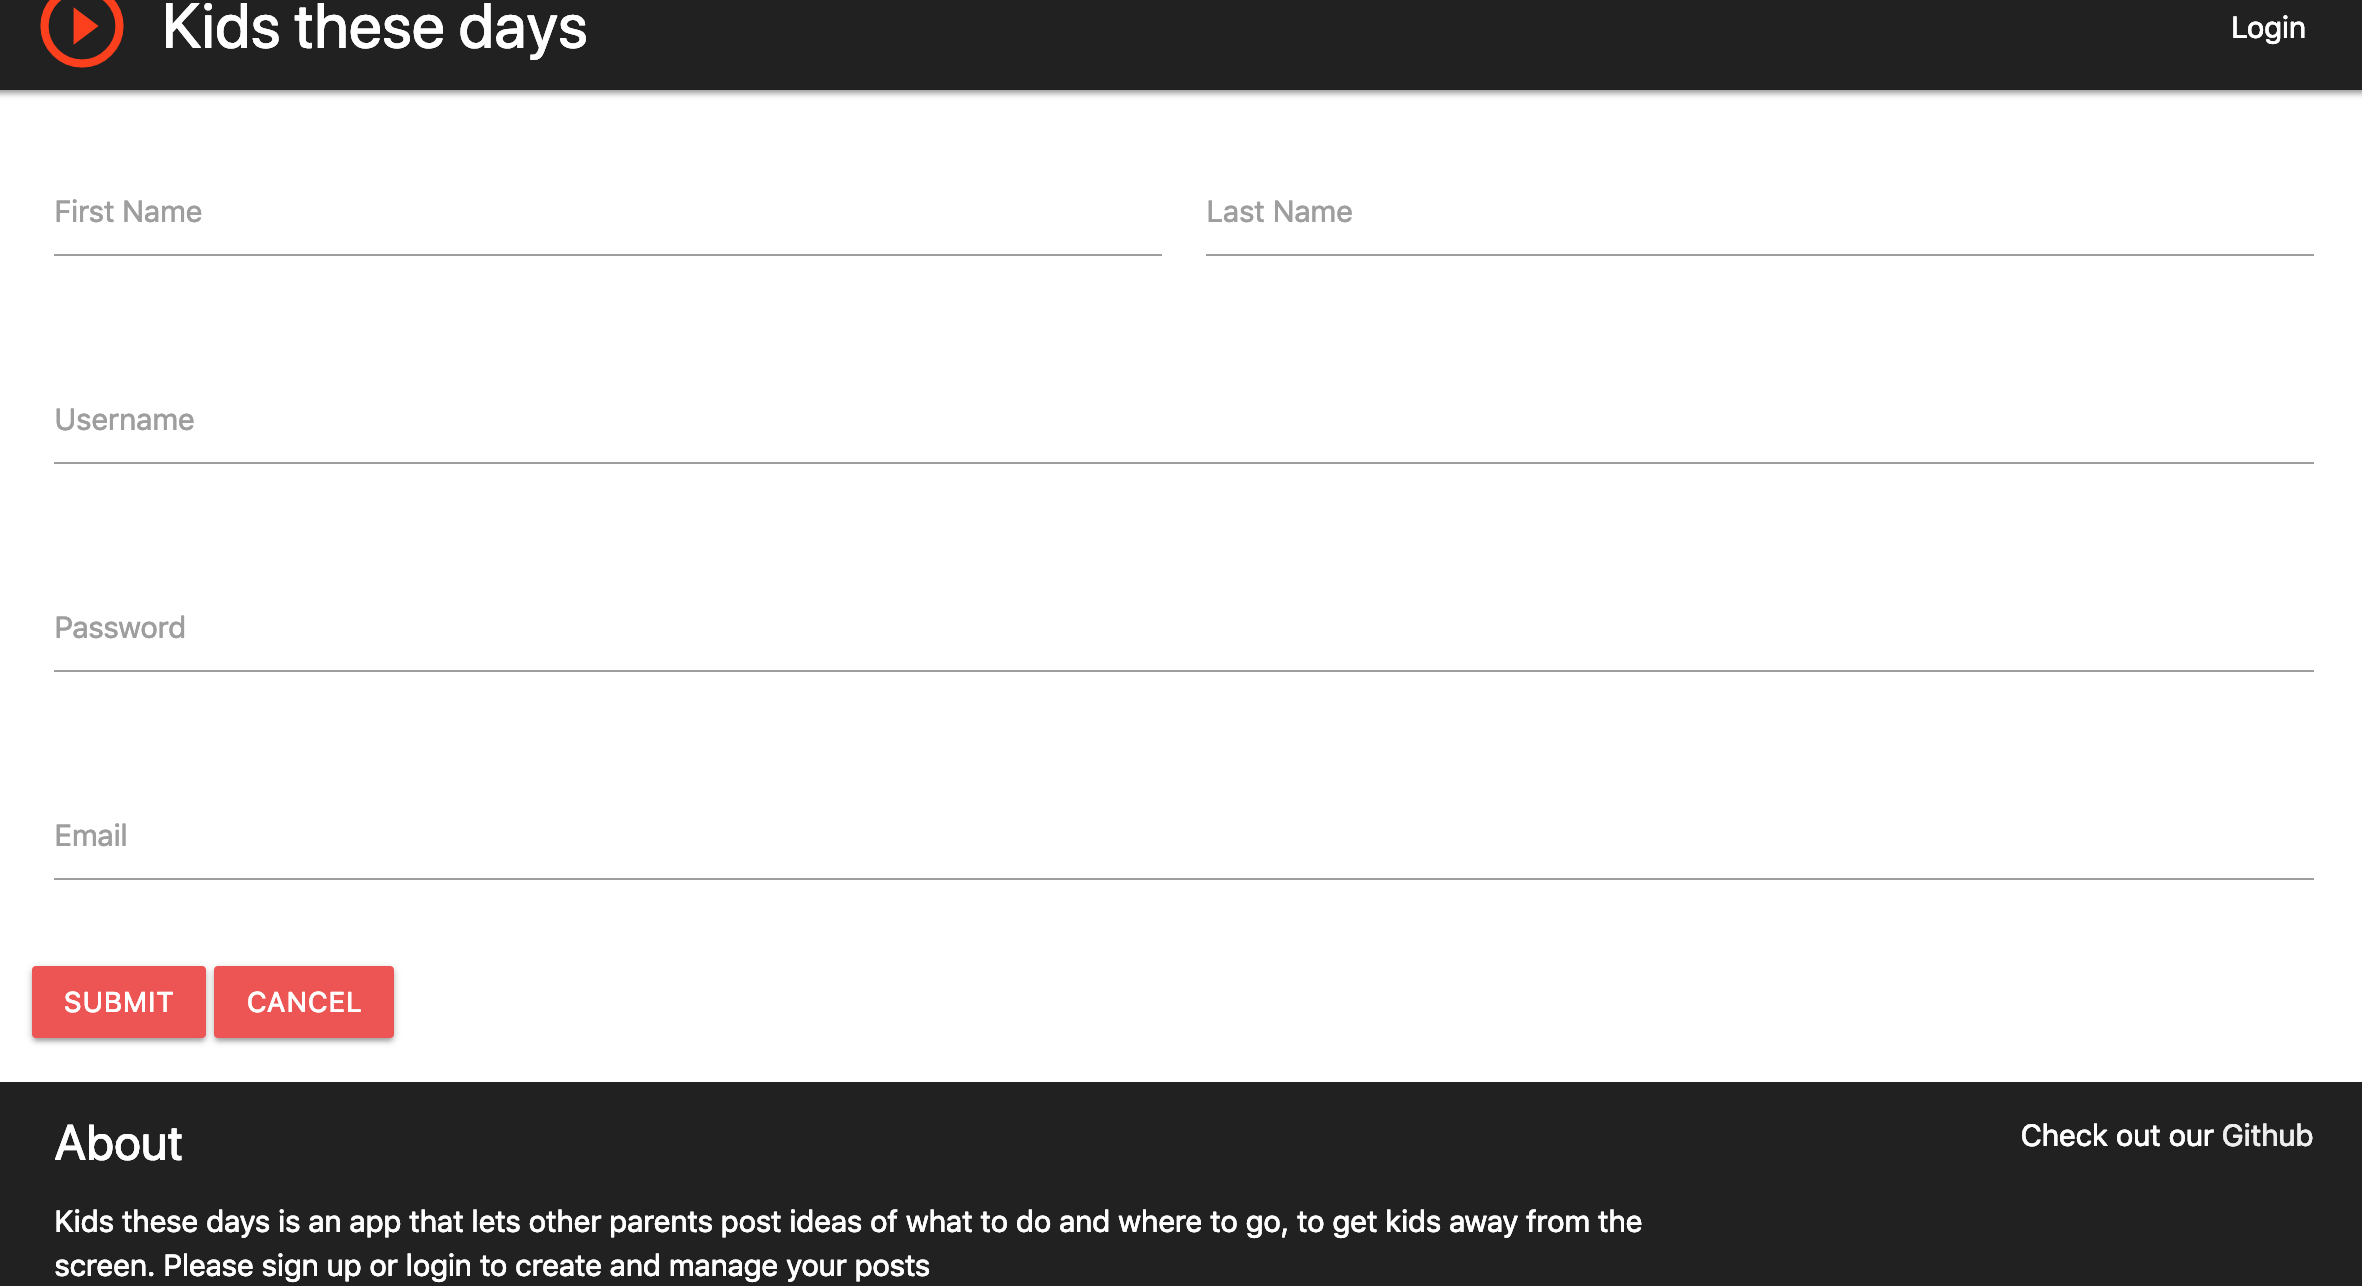 Kids these days
Login
First Name
Last Name
Username
Password
Email
SUBMIT
CANCEL
About
Check out our Github
Kids these days is an app that lets other parents post ideas of what to do and where to go, to get kids away from the
screen. Please sign up or login to create and manage your posts